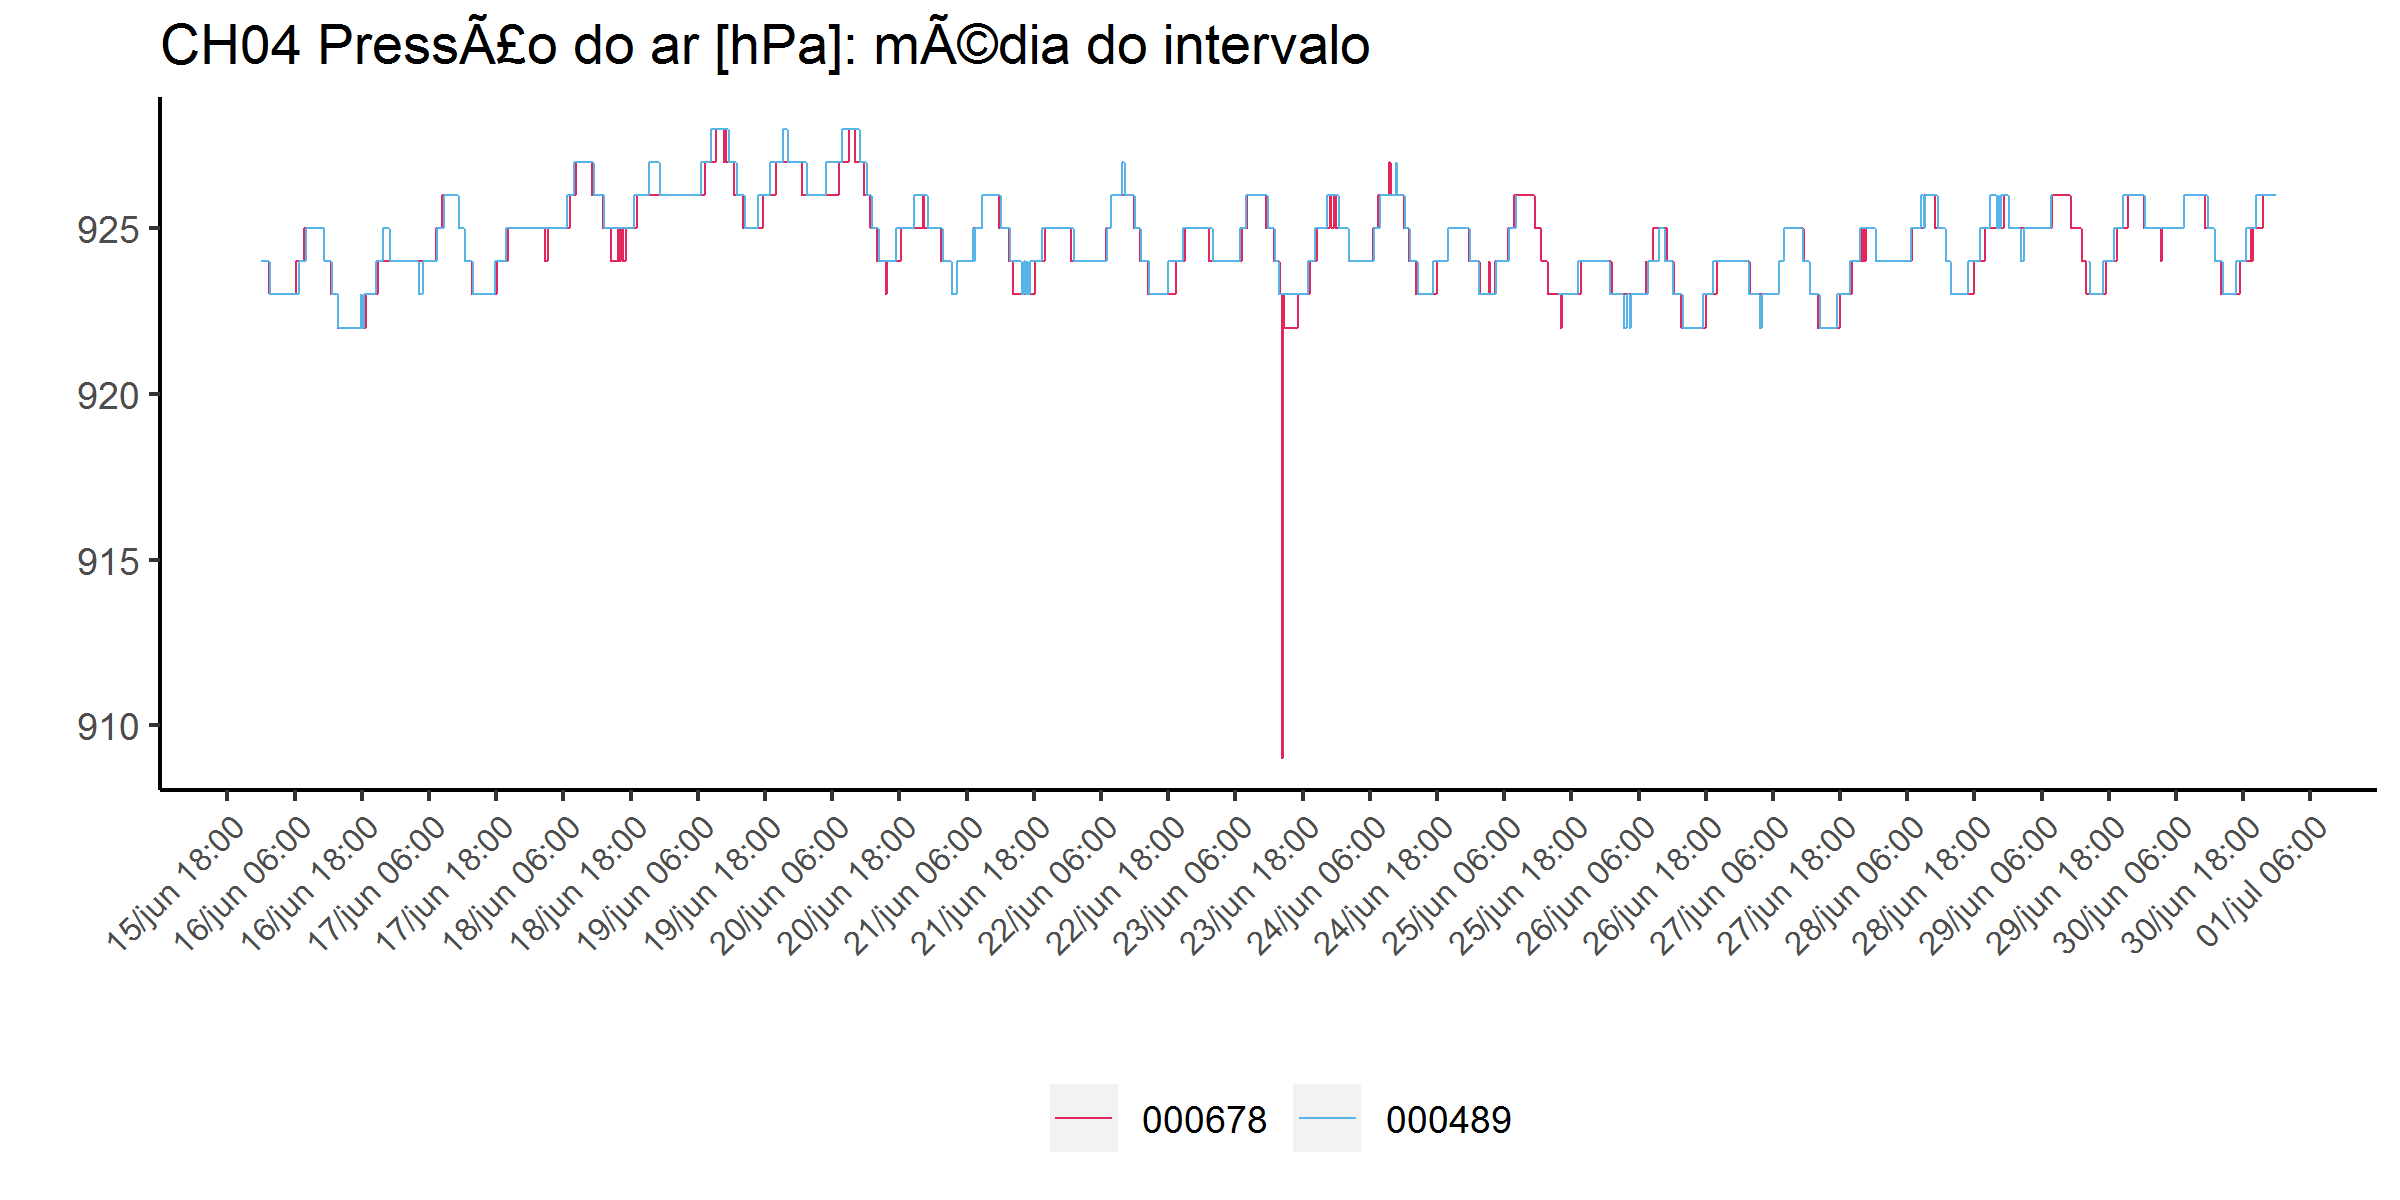 CH04 PressÃ£o do ar [hPa]: mÃ©dia do intervalo
925
920
915
910
15/jun 18:00
16/jun 06:00
16/jun 18:00
17/jun 06:00
17/jun 18:00
18/jun 06:00
18/jun 18:00
19/jun 06:00
19/jun 18:00
20/jun 06:00
20/jun 18:00
21/jun 06:00
21/jun 18:00
22/jun 06:00
22/jun 18:00
23/jun 06:00
23/jun 18:00
24/jun 06:00
24/jun 18:00
25/jun 06:00
25/jun 18:00
26/jun 06:00
26/jun 18:00
27/jun 06:00
27/jun 18:00
28/jun 06:00
28/jun 18:00
29/jun 06:00
29/jun 18:00
30/jun 06:00
30/jun 18:00
01/jul 06:00
000678
000489